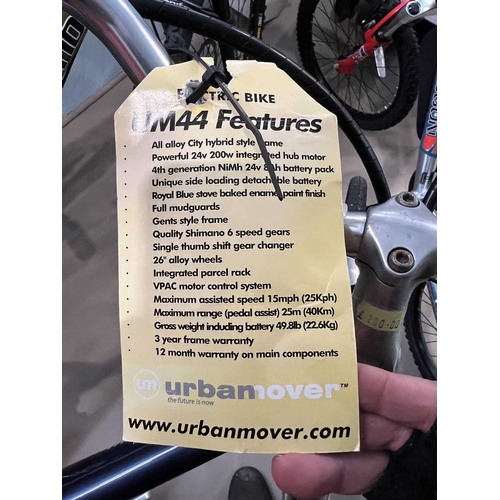 ELECTRIC BIKE
UM44 Features
· All alloy City hybrid style frame
· Powerful 24v 200w integrated hub motor
· 4th generation NiMh 24v battery pack
· Unique side loading detachable battery
· Royal Blue stove baked enamel paint finish
· Full mudguards
· Gents style frame
· Quality Shimano 6 speed gears
· Single thumb shift gear changer
· 26" alloy wheels
· Integrated parcel rack
· VPAC motor control system
· Maximum assisted speed 15mph (25Kph)
· Maximum range (pedal assist) 25m (40Km)
· Gross weight including battery 49.8lb (22.6Kg)
· 3 year frame warranty
· 12 month warranty on main components
um urbanmover™
the future is now
www.urbanmover.com